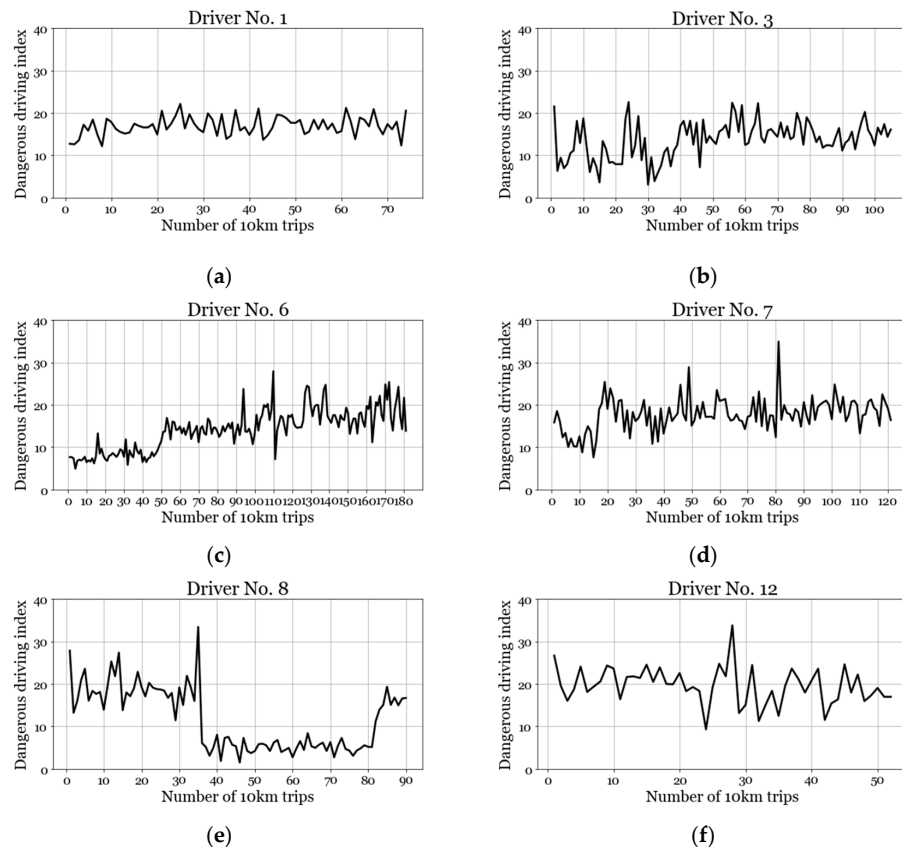 Driver No. 1
Dangerous driving index
40
30
20
10
0
0 10 20 30 40 50 60 70
Number of 10km trips
(a)
Driver No. 3
Dangerous driving index
40
30
20
10
0
0 10 20 30 40 50 60 70 80 90 100
Number of 10km trips
(b)
Driver No. 6
Dangerous driving index
40
30
20
10
0
0 10 20 30 40 50 60 70 80 90 100 110 120 130 140 150 160 170 180
Number of 10km trips
(c)
Driver No. 7
Dangerous driving index
40
30
20
10
0
0 10 20 30 40 50 60 70 80 90 100 110 120
Number of 10km trips
(d)
Driver No. 8
Dangerous driving index
40
30
20
10
0
0 10 20 30 40 50 60 70 80 90
Number of 10km trips
(e)
Driver No. 12
Dangerous driving index
40
30
20
10
0
0 10 20 30 40 50
Number of 10km trips
(f)